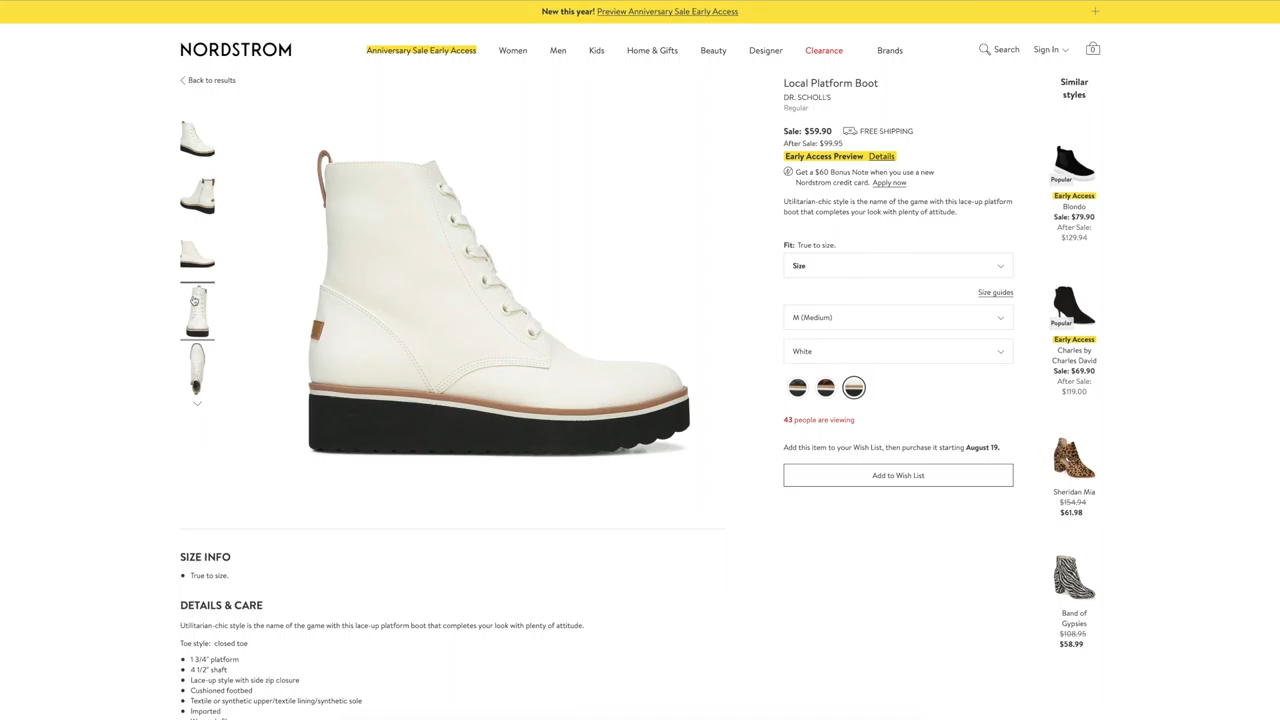 New this year! Preview Anniversary Sale Early Access
NORDSTROM
Anniversary Sale Early Access
Women
Men
Kids
Home & Gifts
Beauty
Designer
Clearance
Brands
Search
Sign In
0
Back to results
Local Platform Boot
DR. SCHOLL'S
Regular
Sale: $59.90
FREE SHIPPING
After Sale: $99.95
Early Access Preview Details
Get a $60 Bonus Note when you use a new
Nordstrom credit card. Apply now
Utilitarian-chic style is the name of the game with this lace-up platform
boot that completes your look with plenty of attitude.
Fit: True to size.
Size
Size guides
M (Medium)
White
43 people are viewing
Add this item to your Wish List, then purchase it starting August 19.
Add to Wish List
Similar
styles
Popular
Early Access
Blondo
Sale: $79.90
After Sale:
$129.94
Popular
Early Access
Charles by
Charles David
Sale: $69.90
After Sale:
$119.00
Sheridan Mia
$154.94
$61.98
Band of
Gypsies
$108.95
$58.99
SIZE INFO
True to size.
DETAILS & CARE
Utilitarian-chic style is the name of the game with this lace-up platform boot that completes your look with plenty of attitude.
Toe style: closed toe
1 3/4" platform
4 1/2" shaft
Lace-up style with side zip closure
Cushioned footbed
Textile or synthetic upper/textile lining/synthetic sole
Imported